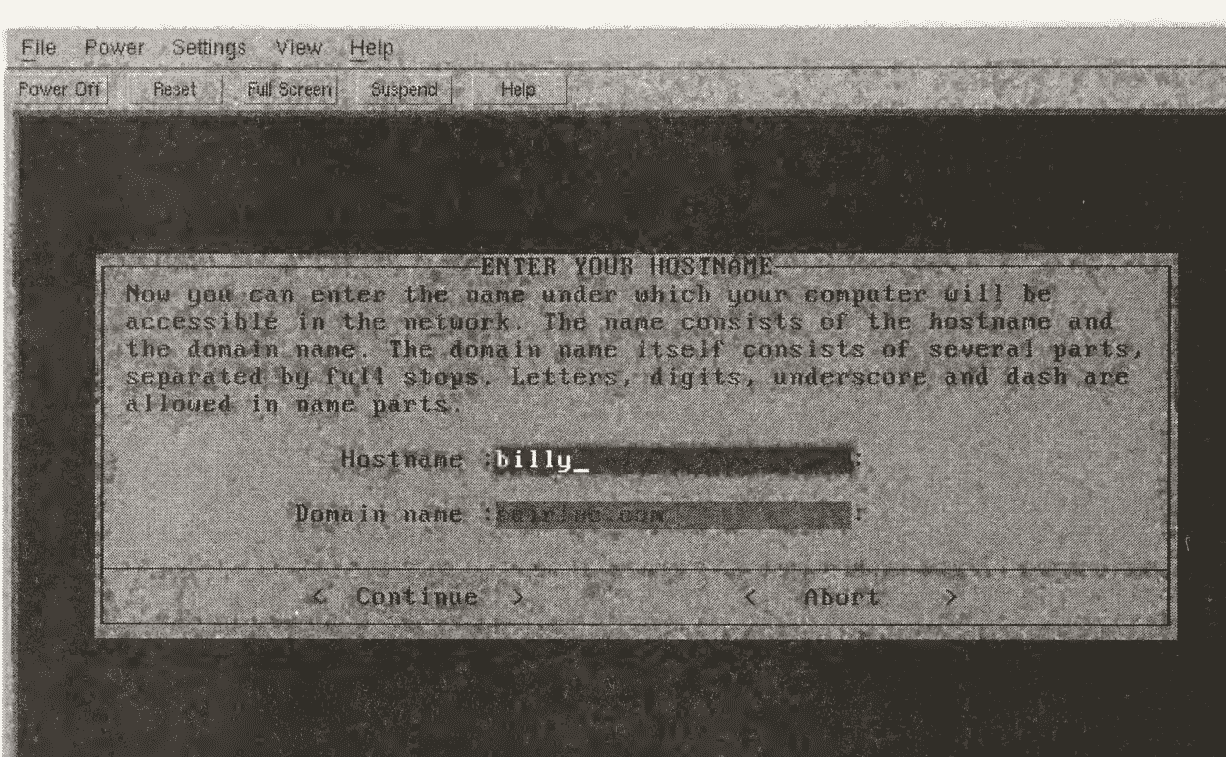 File Power Settings View Help
Power Off Reset Full Screen Suspend Help
ENTER YOUR HOSTNAME
Now you can enter the name under which your computer will be
accessible in the network. The name consists of the hostname and
the domain name. The domain name itself consists of several parts,
separated by full stops. Letters, digits, underscore and dash are
allowed in name parts.
Hostname :billy_:
Domain name : :
< Continue > < Abort >